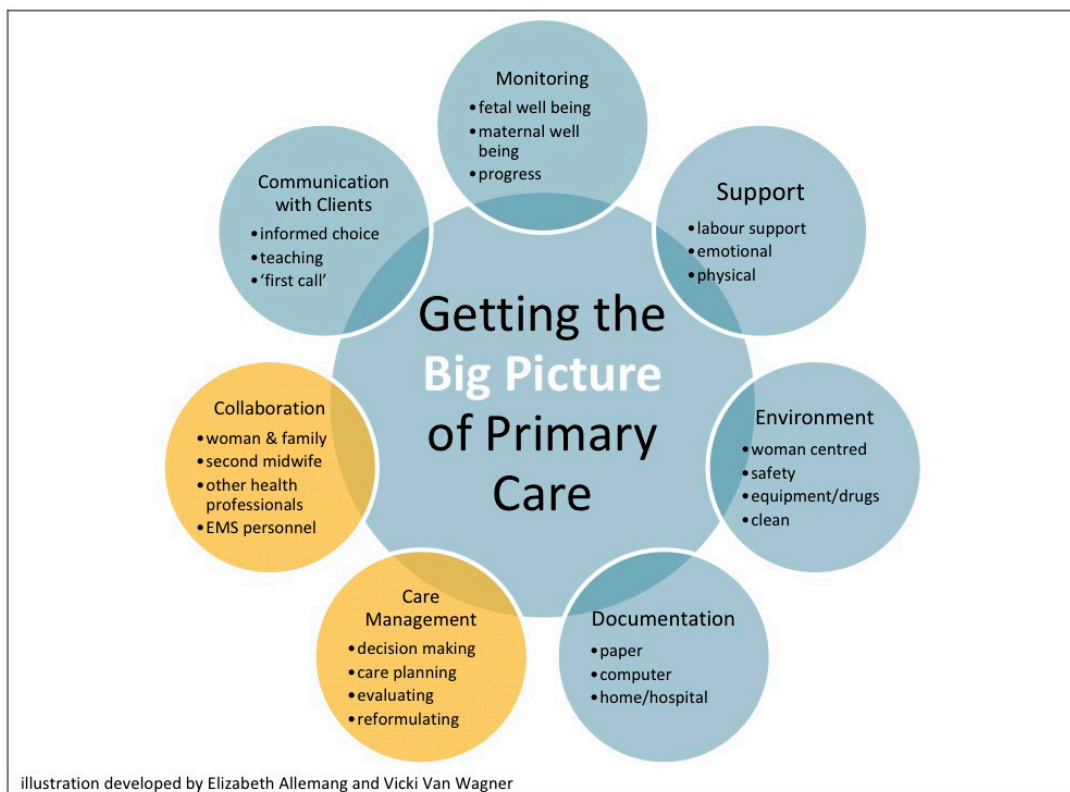 Getting the
Big Picture
of Primary
Care
Monitoring
•fetal well being
•maternal well
being
•progress
Support
•labour support
•emotional
•physical
Environment
•woman centred
•safety
•equipment/drugs
•clean
Documentation
•paper
•computer
•home/hospital
Care
Management
•decision making
•care planning
•evaluating
•reformulating
Collaboration
•woman & family
•second midwife
•other health
professionals
•EMS personnel
Communication
with Clients
•informed choice
•teaching
•‘first call’
illustration developed by Elizabeth Allemang and Vicki Van Wagner